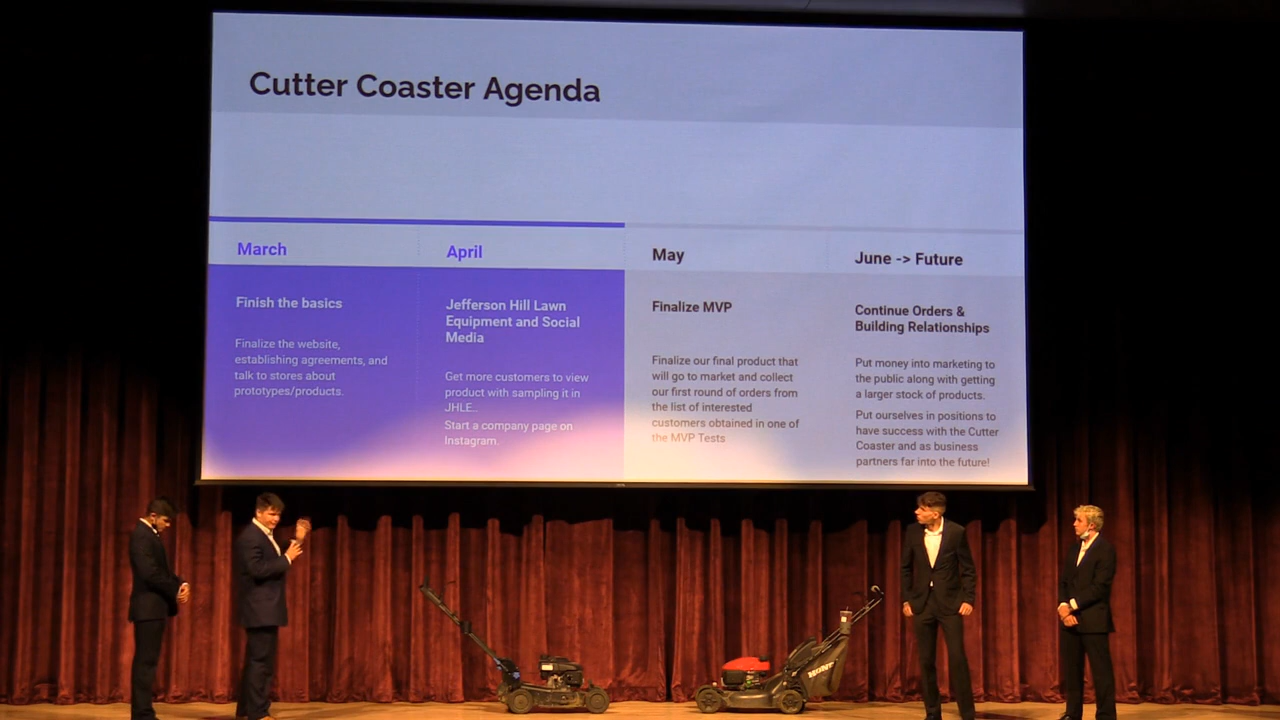 Cutter Coaster Agenda
March
April
May
June -> Future
Finish the basics
Finalize the website,
establishing agreements, and
talk to stores about
prototypes/products.
Jefferson Hill Lawn
Equipment and Social
Media
Get more customers to view
product with sampling it in
JHLE..
Start a company page on
Instagram.
Finalize MVP
Finalize our final product that
will go to market and collect
our first round of orders from
the list of interested
customers obtained in one of
the MVP Tests
Continue Orders &
Building Relationships
Put money into marketing to
the public along with getting
a larger stock of products.
Put ourselves in positions to
have success with the Cutter
Coaster and as business
partners far into the future!
HONDA